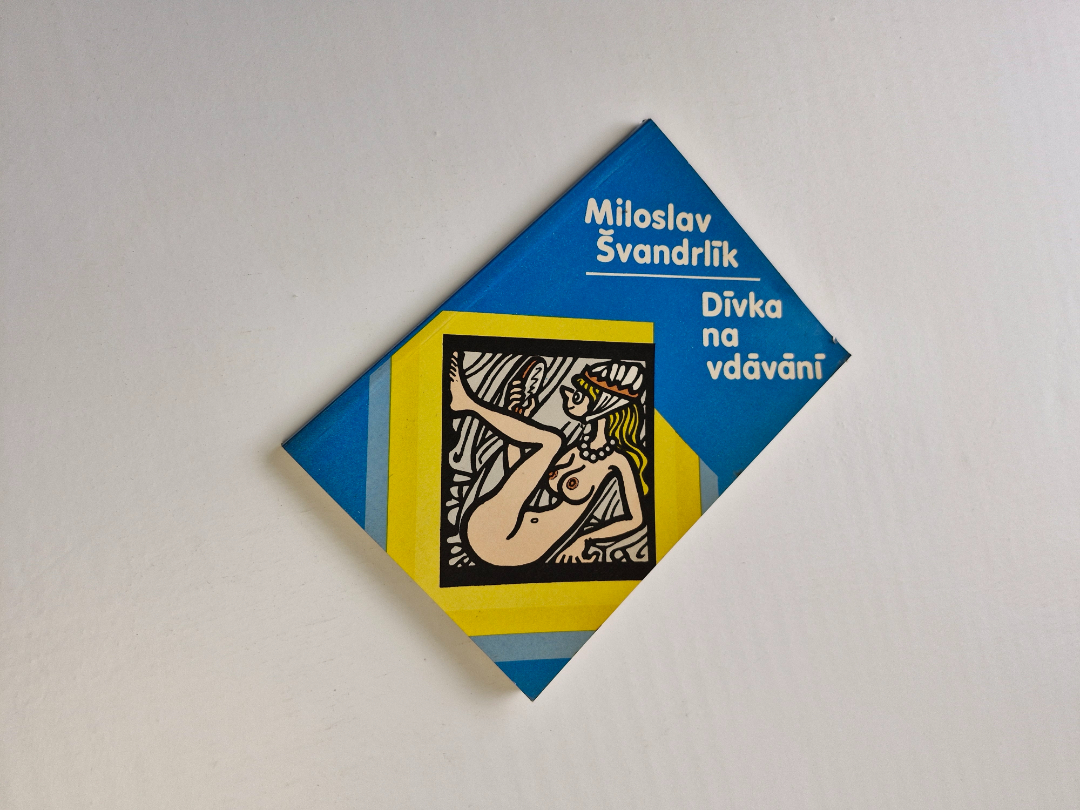 Miloslav
Švandrlík
Dívka
na
vdávání